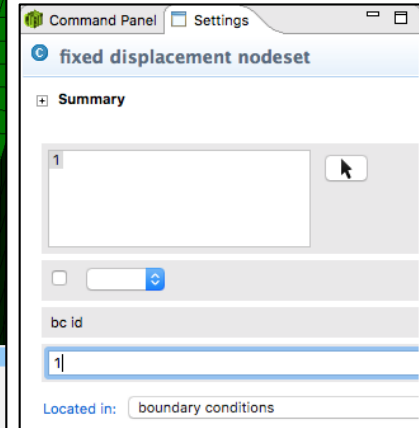 Command Panel Settings
C fixed displacement nodeset
Summary
1
bc id
1
Located in: boundary conditions